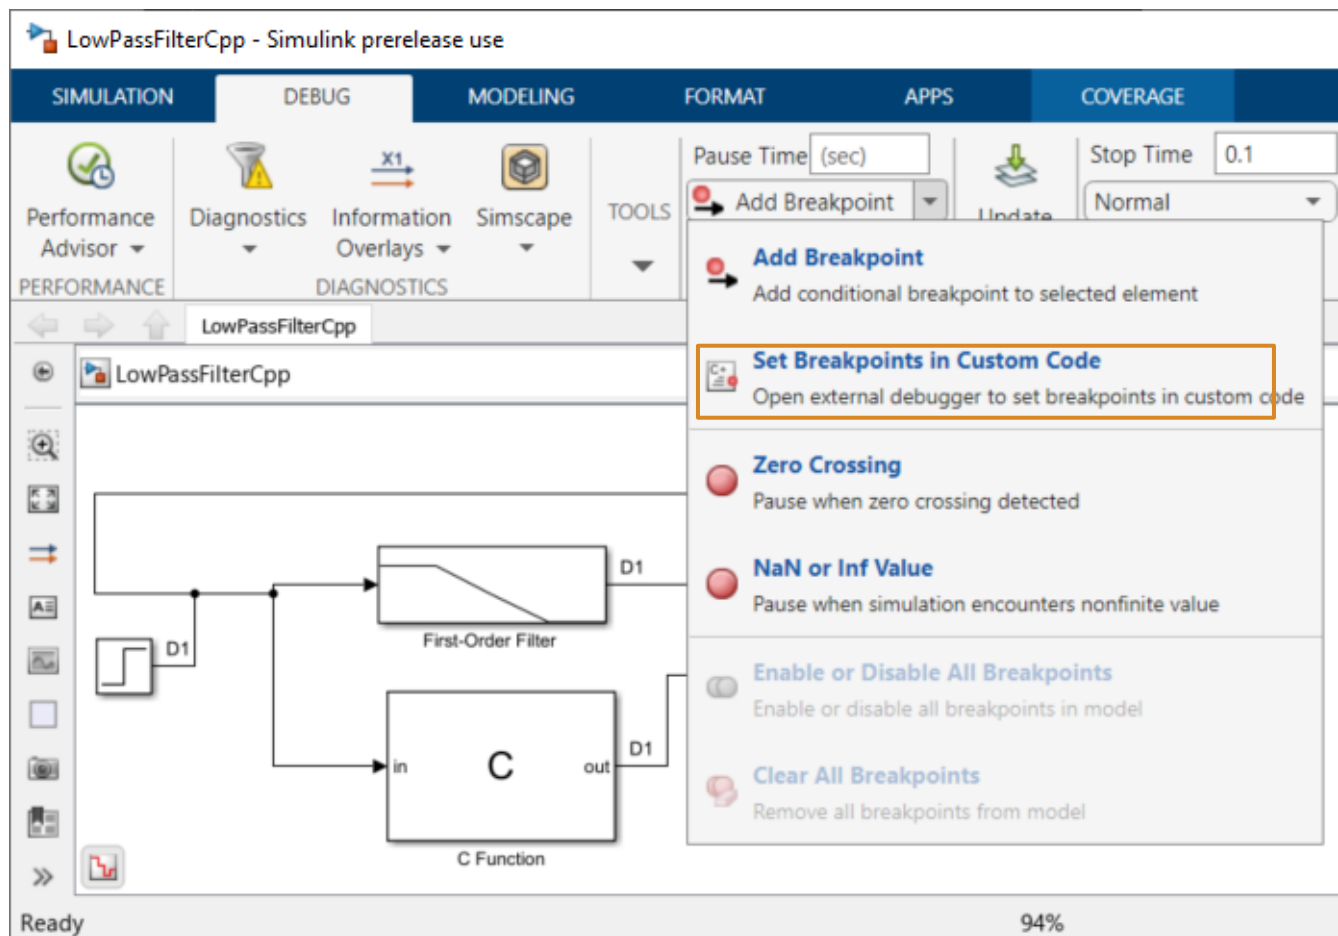 LowPassFilterCpp - Simulink prerelease use
SIMULATION DEBUG MODELING FORMAT APPS COVERAGE
Performance
Advisor
PERFORMANCE
Diagnostics
X1
Information
Overlays
Simscape
DIAGNOSTICS
TOOLS
Pause Time (sec)
Add Breakpoint
Update
Stop Time 0.1
Normal
LowPassFilterCpp
LowPassFilterCpp
Add Breakpoint
Add conditional breakpoint to selected element
C+
Set Breakpoints in Custom Code
Open external debugger to set breakpoints in custom code
Zero Crossing
Pause when zero crossing detected
NaN or Inf Value
Pause when simulation encounters nonfinite value
Enable or Disable All Breakpoints
Enable or disable all breakpoints in model
Clear All Breakpoints
Remove all breakpoints from model
A
D1
First-Order Filter
D1
in
C
out
D1
C Function
Ready
94%